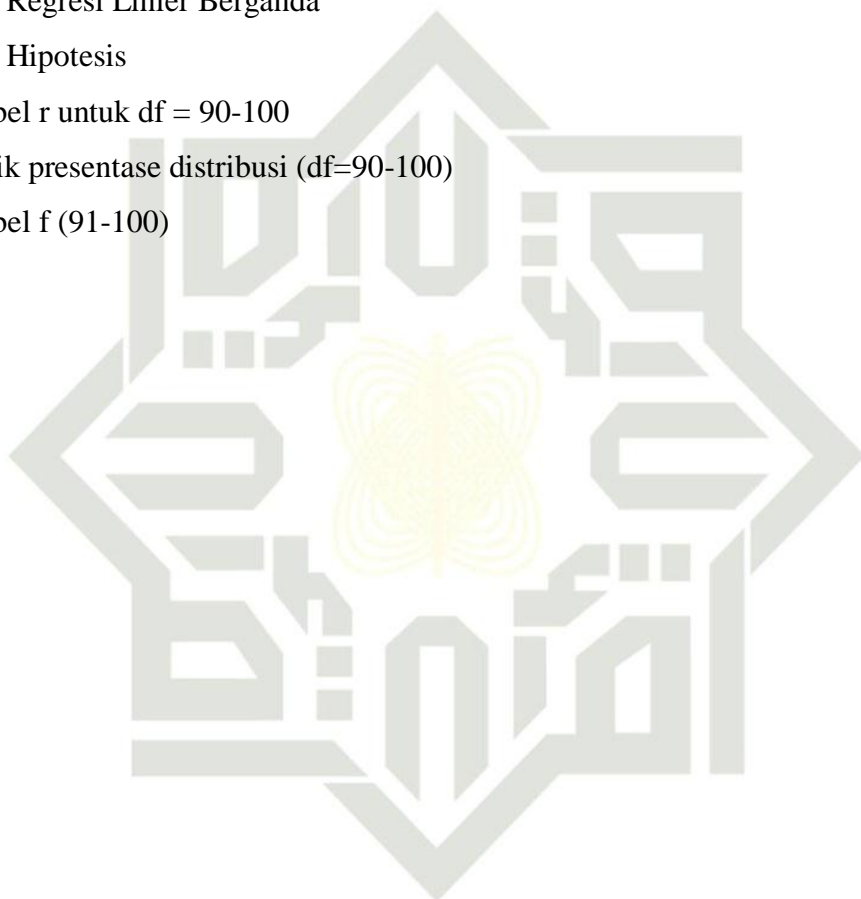 Regresi Linier Berganda
Hipotesis
bel r untuk df = 90-100
ik presentase distribusi (df=90-100)
bel f (91-100)